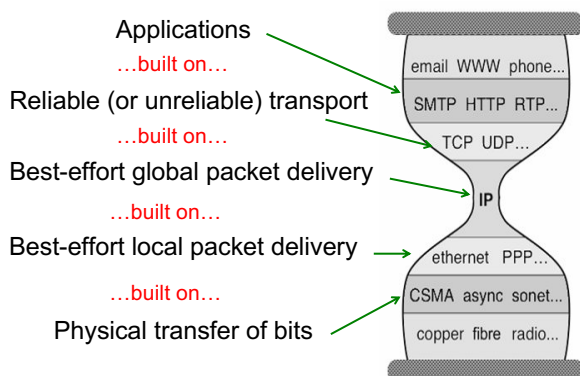 Applications
…built on…
Reliable (or unreliable) transport
…built on…
Best-effort global packet delivery
…built on…
Best-effort local packet delivery
…built on…
Physical transfer of bits
email WWW phone...
SMTP HTTP RTP...
TCP UDP…
IP
ethernet PPP…
CSMA async sonet...
copper fibre radio...